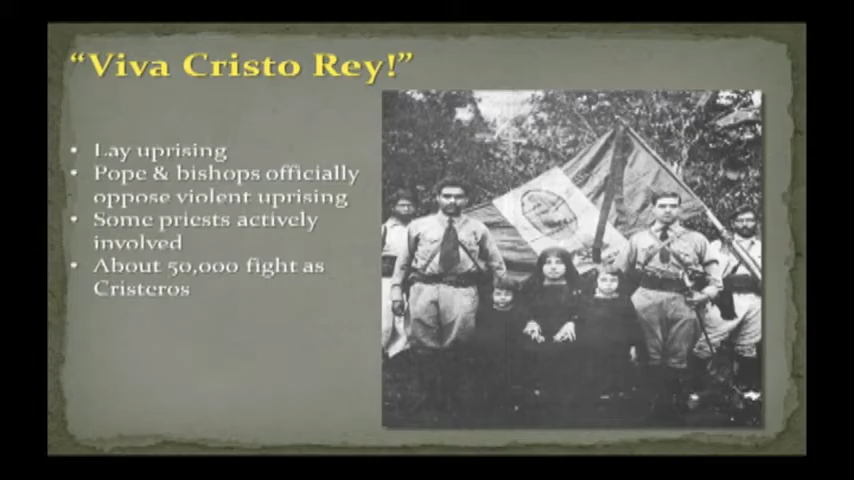 “Viva Cristo Rey!”
• Lay uprising
• Pope & bishops officially
oppose violent uprising
• Some priests actively
involved
• About 50,000 fight as
Cristeros